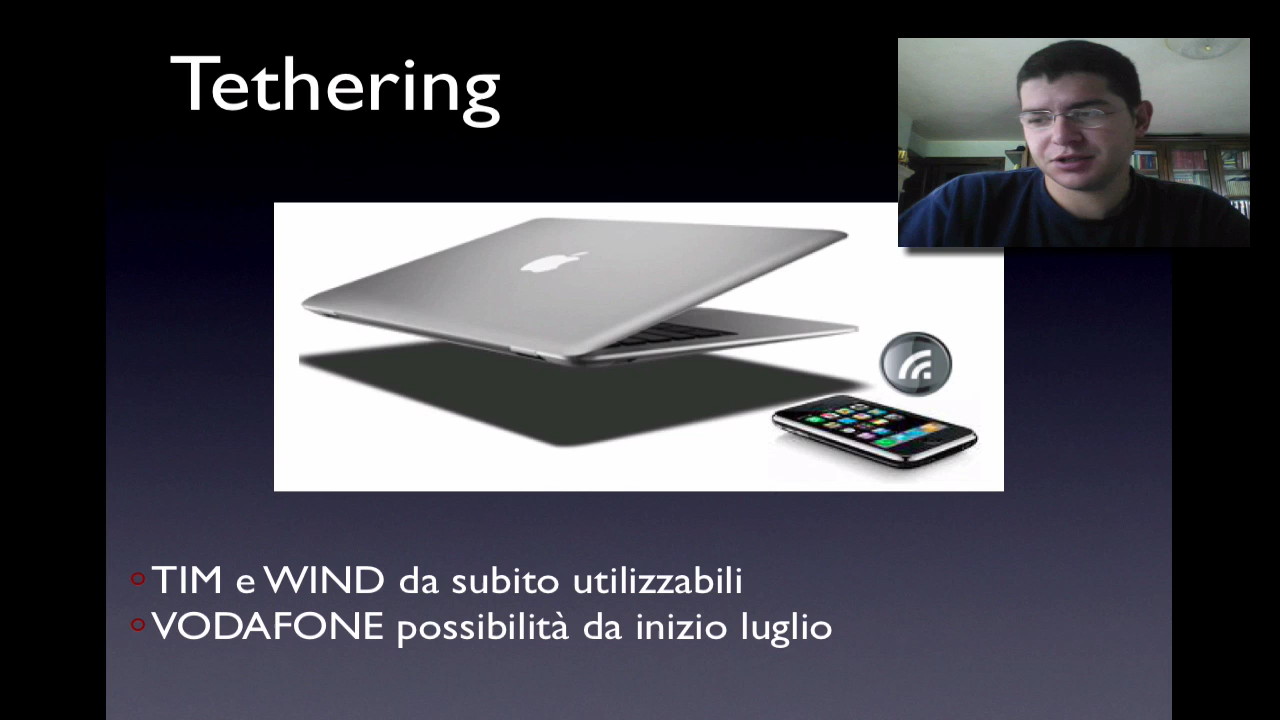 Tethering
TIM e WIND da subito utilizzabili
VODAFONE possibilità da inizio luglio